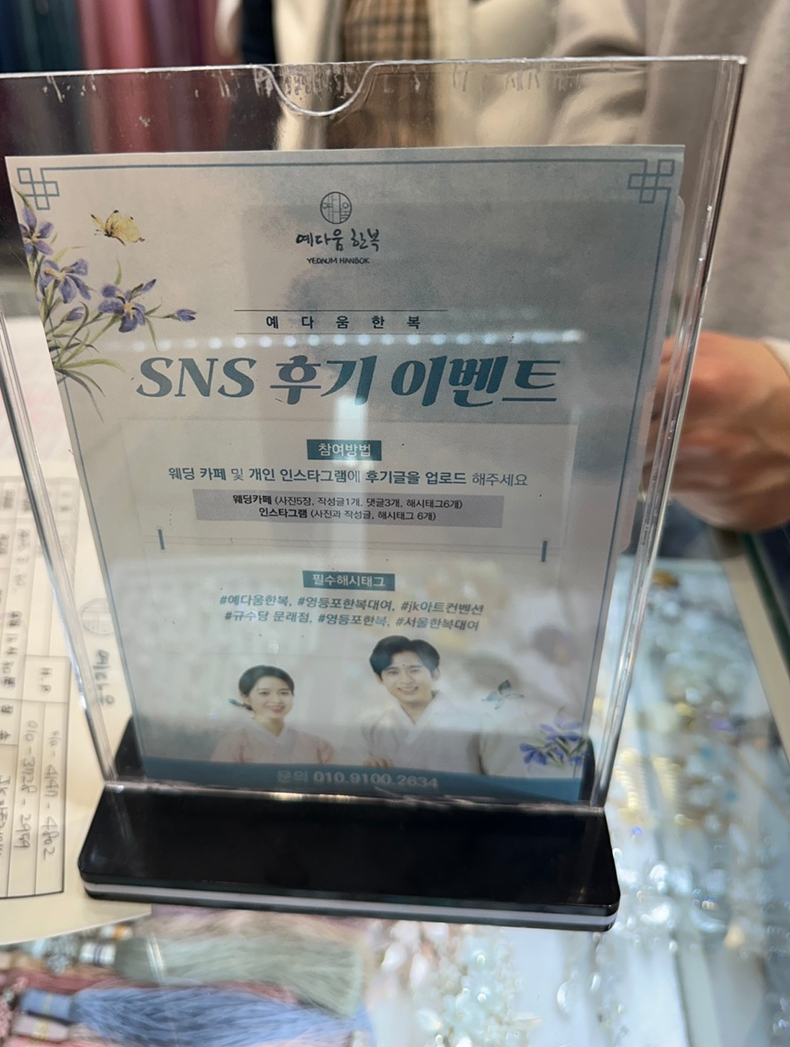 예다움 한복
YEDAUM HANBOK
예다움한복
SNS 후기 이벤트
참여방법
웨딩 카페 및 개인 인스타그램에 후기글을 업로드 해주세요
웨딩카페 (사진5장, 작성글1개, 댓글3개, 해시태그6개)
인스타그램 (사진과 작성글, 해시태그 6개)
필수해시태그
#예다움한복, #영등포한복대여, #jk아트컨벤션
#규수당 문래점, #영등포한복, #서울한복대여
문의 010.9100.2634
예다움
H.P